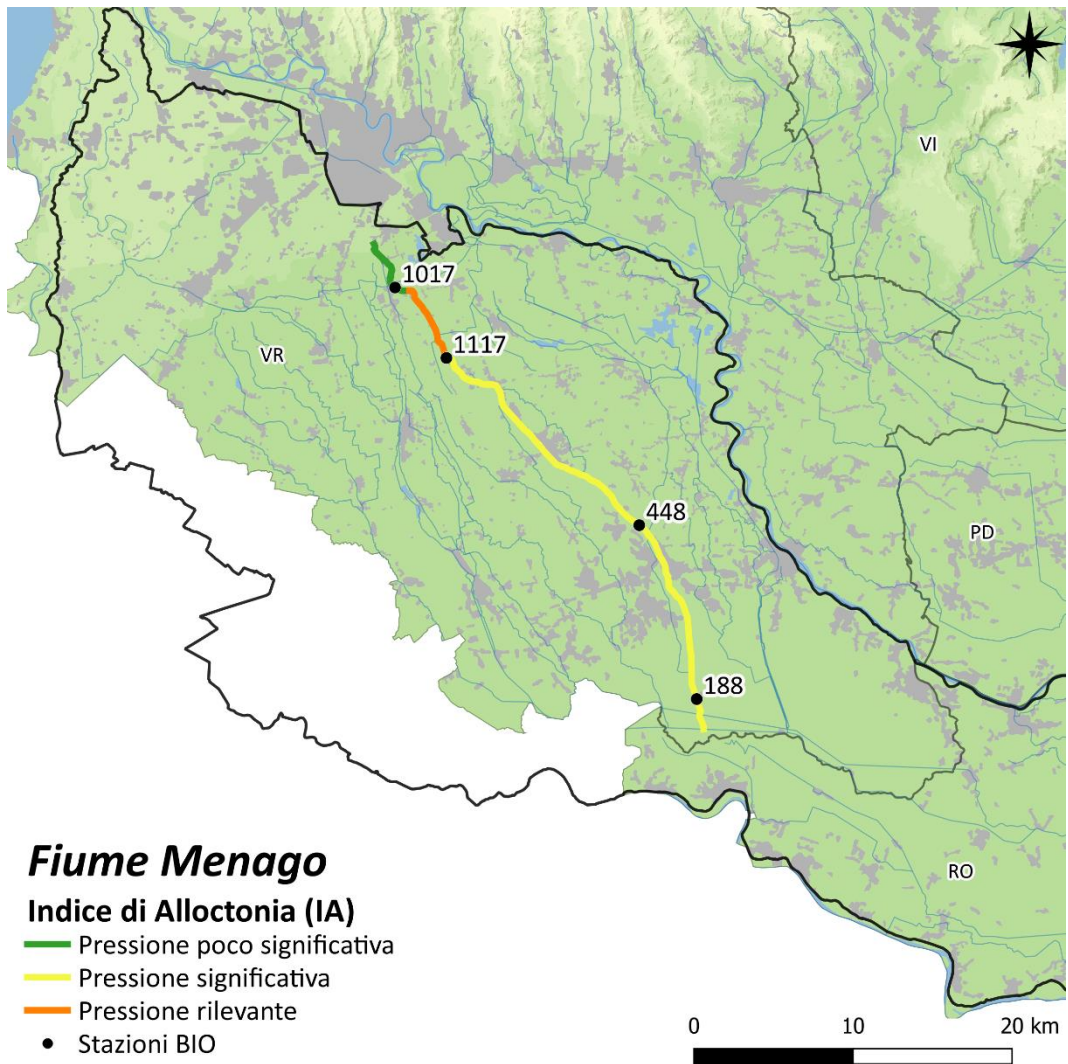 VI
1017
VR
1117
448
PD
188
RO
Fiume Menago
Indice di Alloctonia (IA)
Pressione poco significativa
Pressione significativa
Pressione rilevante
Stazioni BIO
0 10 20 km